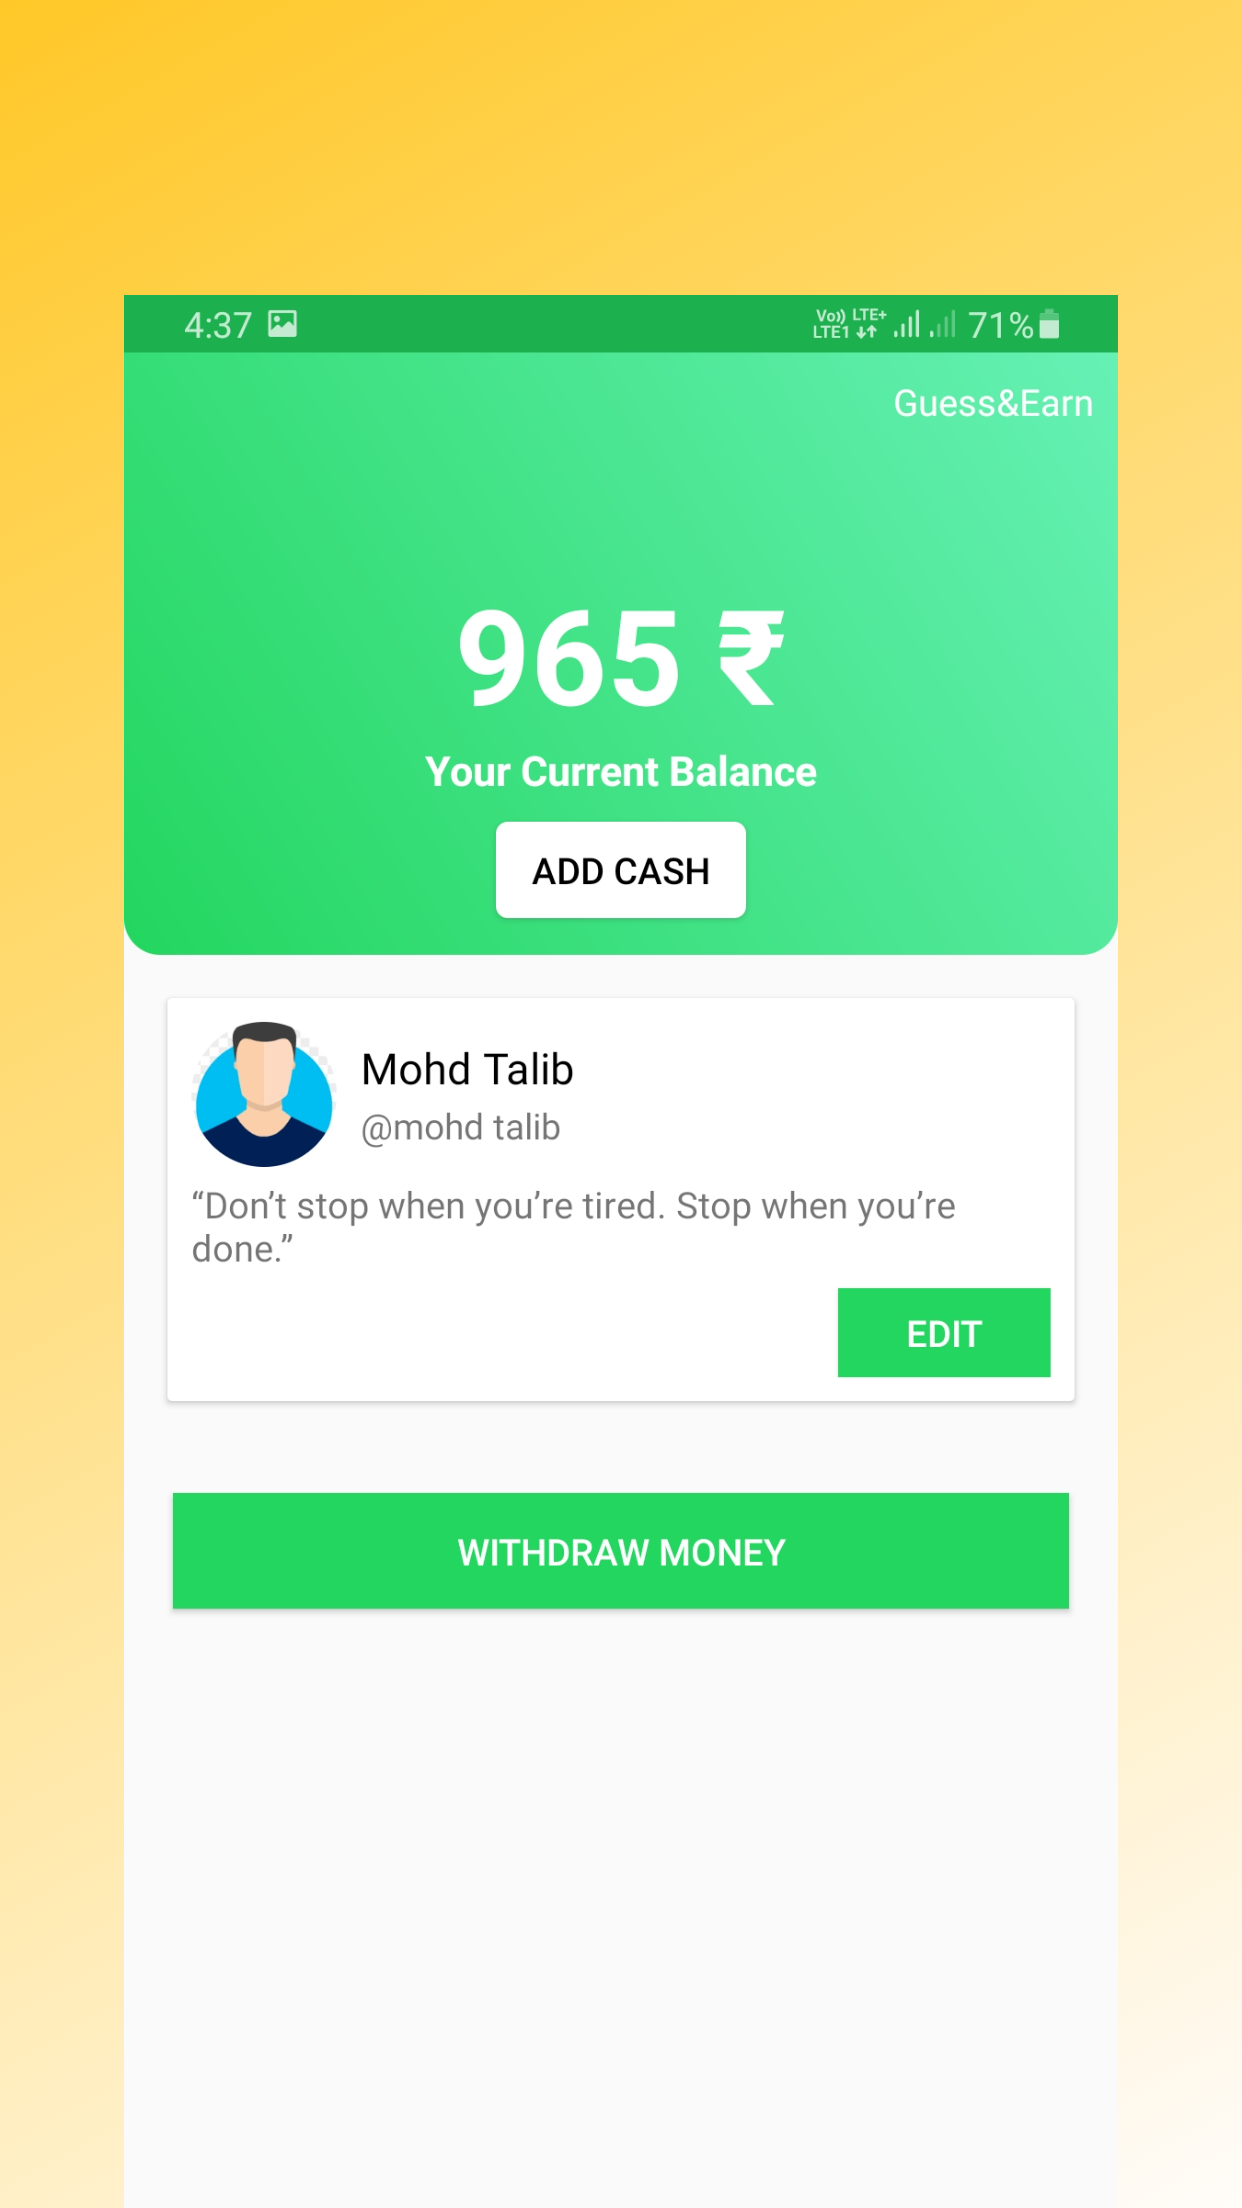 4:37
Vo)) LTE+
LTE1
71%
Guess&Earn
965 ₹
Your Current Balance
ADD CASH
Mohd Talib
@mohd talib
“Don’t stop when you’re tired. Stop when you’re
done.”
EDIT
WITHDRAW MONEY